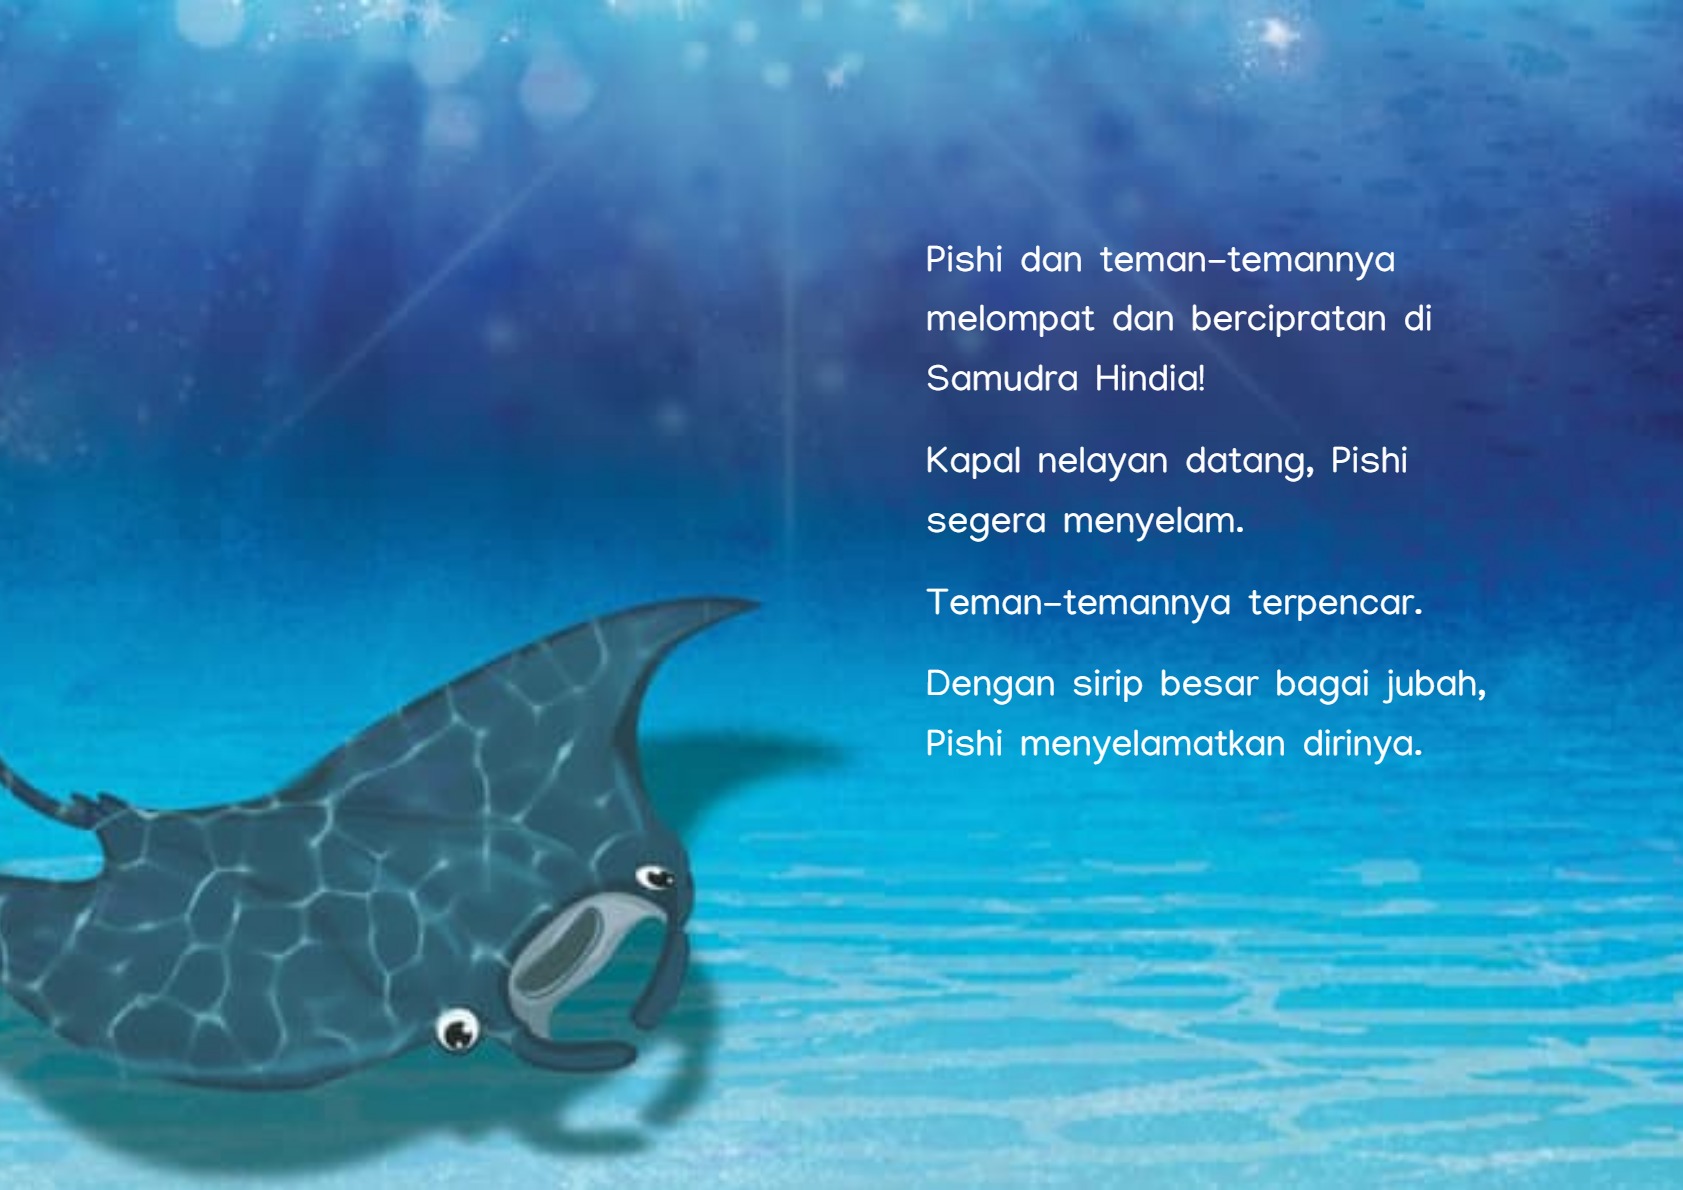 Pishi dan teman-temannya
melompat dan bercipratan di
Samudra Hindia!
Kapal nelayan datang, Pishi
segera menyelam.
Teman-temannya terpencar.
Dengan sirip besar bagai jubah,
Pishi menyelamatkan dirinya.